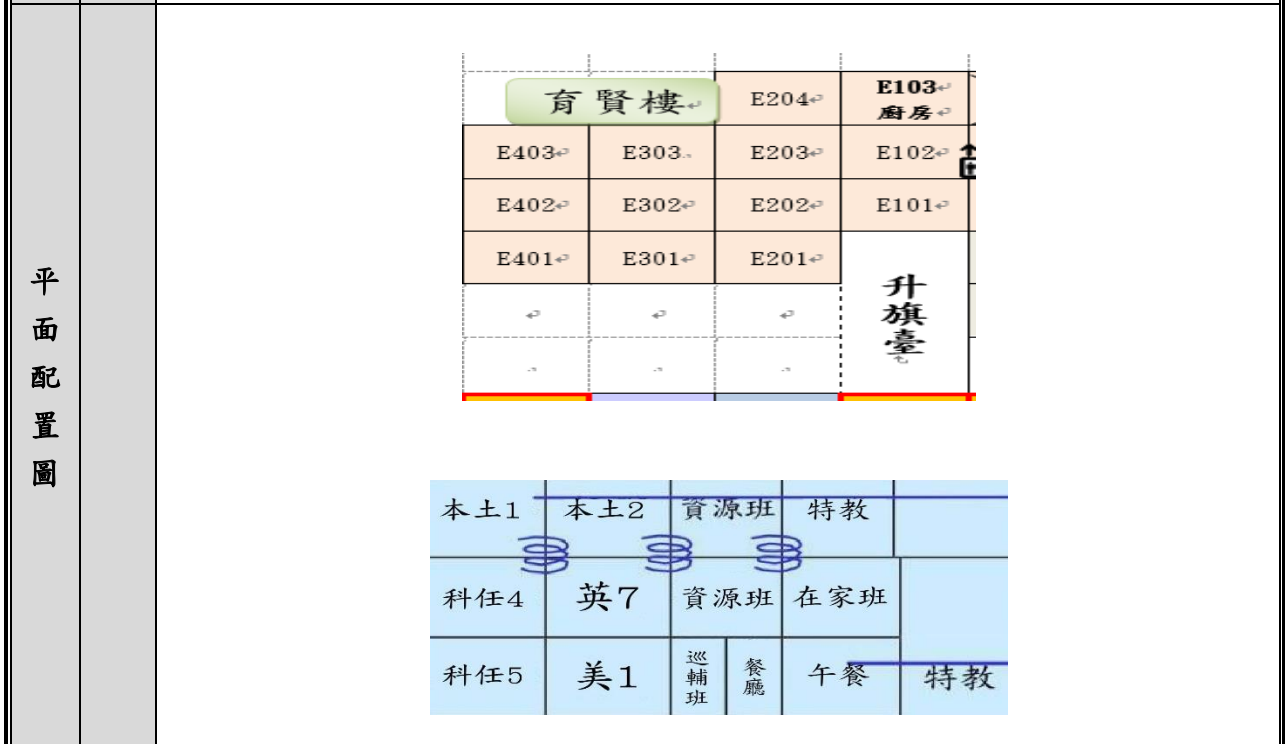 平
面
配
置
圖
育賢樓 E204 E103
廚房
E403 E303 E203 E102
E402 E302 E202 E101
E401 E301 E201
升
旗
臺
本土1 本土2 資源班 特教
科任4 英7 資源班 在家班
科任5 美1 巡輔班 餐廳 午餐 特教